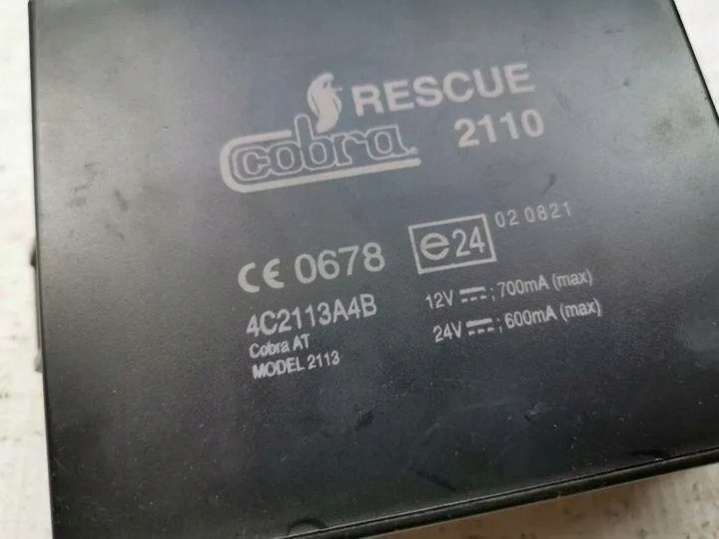 RESCUE
cobra 2110
CE 0678 e24 02 0821
4C2113A4B 12V ⎓; 700mA (max)
Cobra AT 24V ⎓; 600mA (max)
MODEL 2113